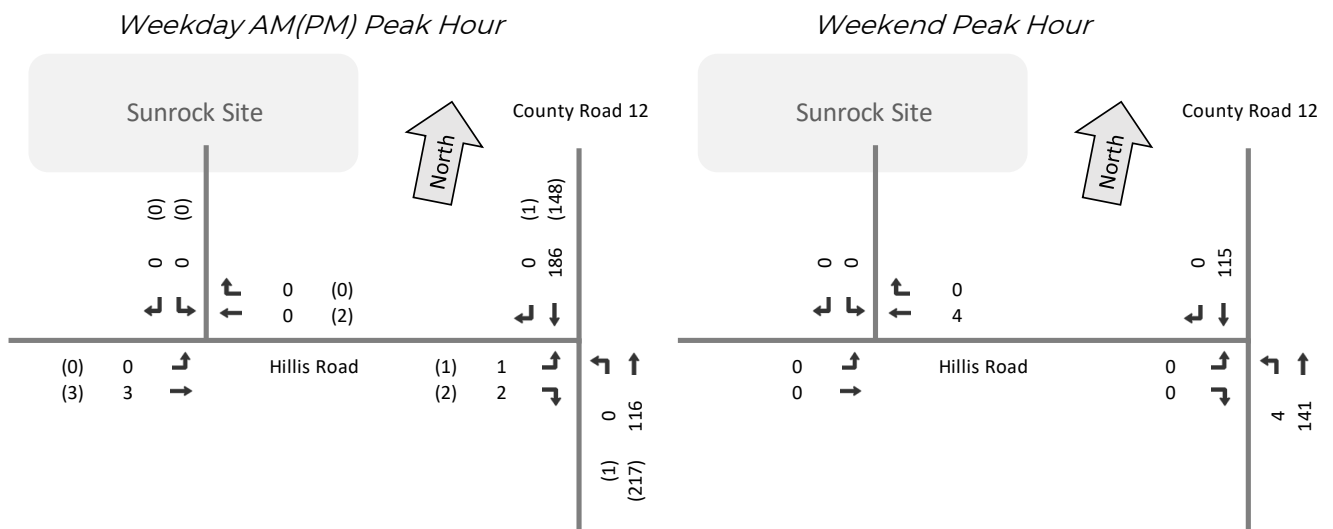 Weekday AM(PM) Peak Hour
Sunrock Site
North
County Road 12
(0) (0)
0 0
(1) (148)
0 186
0 (0)
0 (2)
(0) 0
(3) 3
Hillis Road
(1) 1
(2) 2
0 116
(1) (217)
Weekend Peak Hour
Sunrock Site
North
County Road 12
0 0
0 115
0
4
0
0
Hillis Road
0
0
4 141